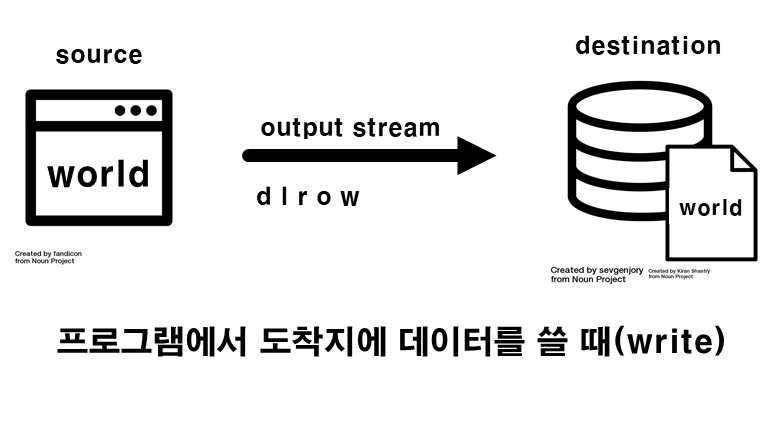 source
destination
output stream
world
d l r o w
world
Created by fandicon
from Noun Project
Created by sevgenjory
from Noun Project
Created by Kiran Shastry
from Noun Project
프로그램에서 도착지에 데이터를 쓸 때(write)